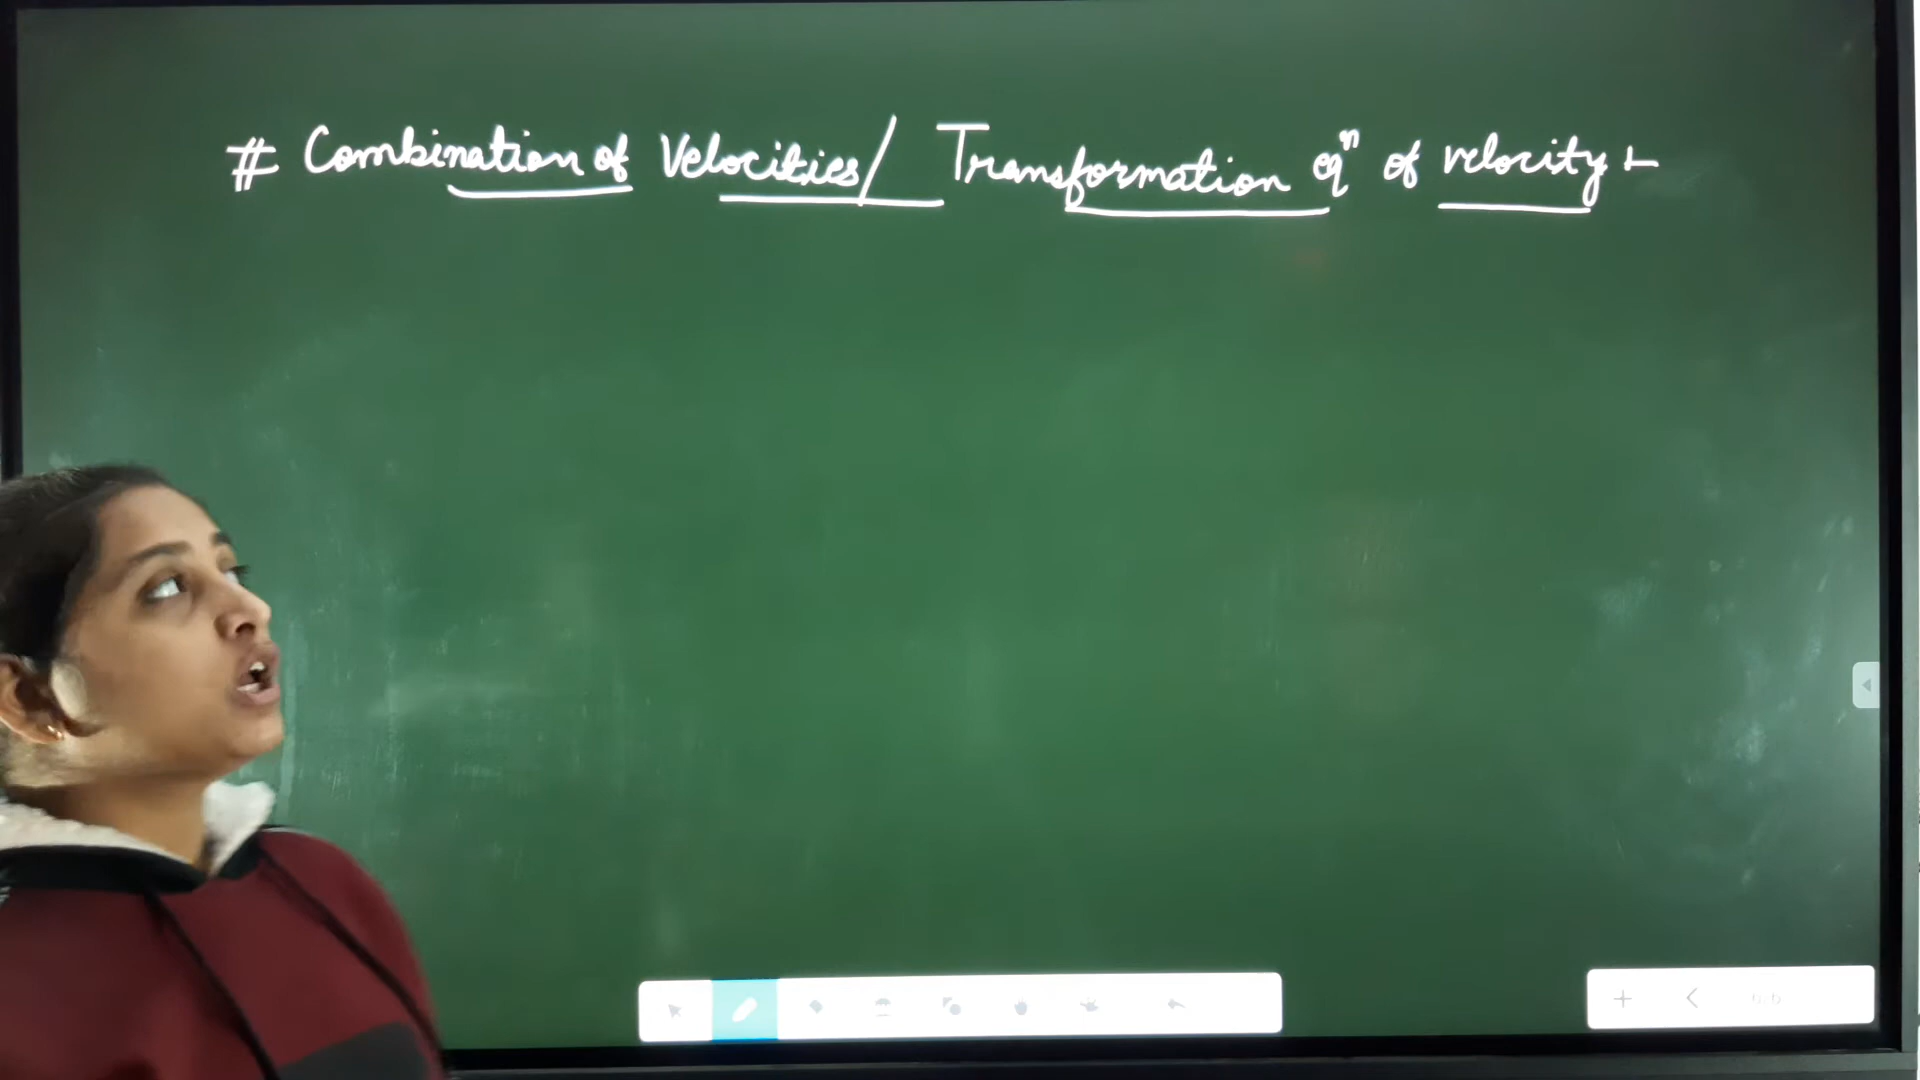 # Combination of Velocities/ Transformation eqⁿ of velocity :-